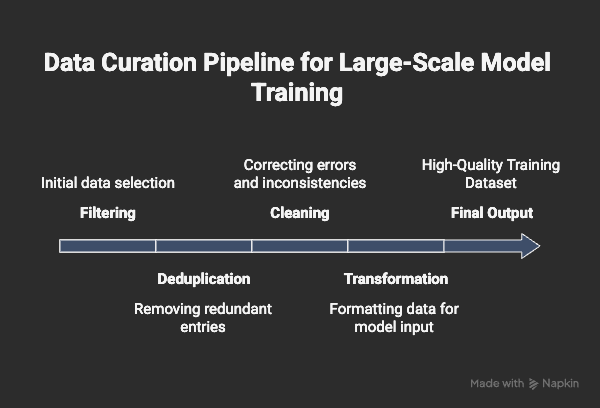 Data Curation Pipeline for Large-Scale Model
Training
Initial data selection
Filtering
Correcting errors
and inconsistencies
Cleaning
High-Quality Training
Dataset
Final Output
Deduplication
Removing redundant
entries
Transformation
Formatting data for
model input
Made with Napkin